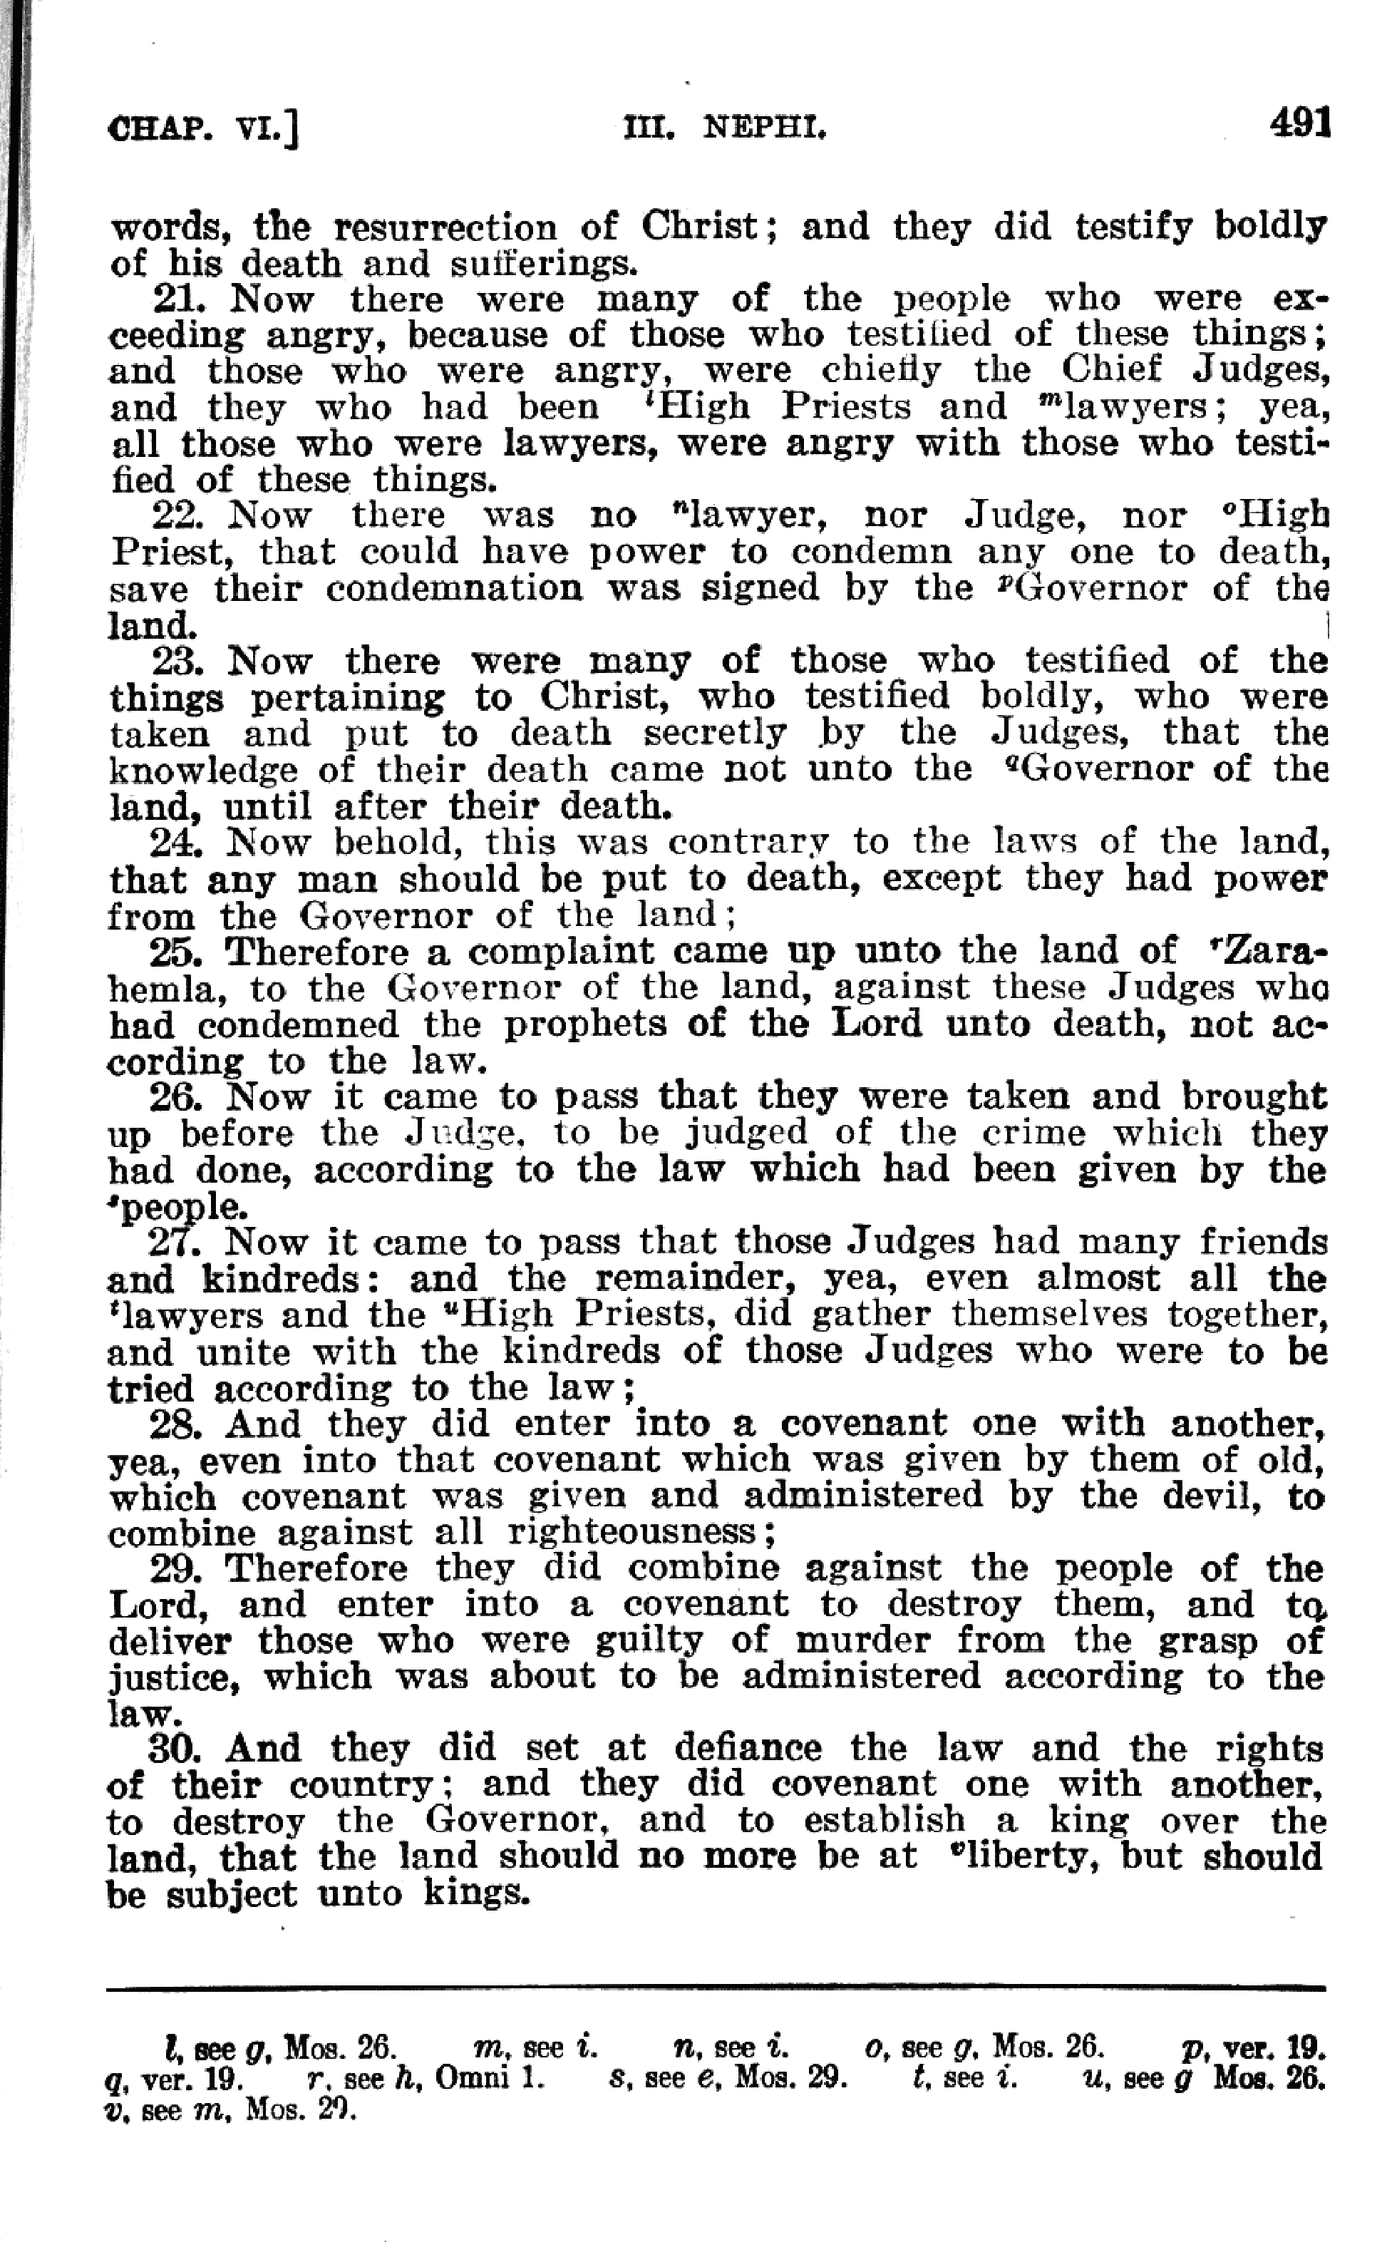 CHAP. VI.] III. NEPHI. 491
words, the resurrection of Christ; and they did testify boldly
of his death and sufferings.
21. Now there were many of the people who were ex-
ceeding angry, because of those who testified of these things;
and those who were angry, were chiefly the Chief Judges,
and they who had been ˡHigh Priests and ᵐlawyers; yea,
all those who were lawyers, were angry with those who testi-
fied of these things.
22. Now there was no ⁿlawyer, nor Judge, nor ᵒHigh
Priest, that could have power to condemn any one to death,
save their condemnation was signed by the ᵖGovernor of the
land.
23. Now there were many of those who testified of the
things pertaining to Christ, who testified boldly, who were
taken and put to death secretly by the Judges, that the
knowledge of their death came not unto the qGovernor of the
land, until after their death.
24. Now behold, this was contrary to the laws of the land,
that any man should be put to death, except they had power
from the Governor of the land;
25. Therefore a complaint came up unto the land of ʳZara-
hemla, to the Governor of the land, against these Judges who
had condemned the prophets of the Lord unto death, not ac-
cording to the law.
26. Now it came to pass that they were taken and brought
up before the Judge, to be judged of the crime which they
had done, according to the law which had been given by the
ˢpeople.
27. Now it came to pass that those Judges had many friends
and kindreds: and the remainder, yea, even almost all the
ᵗlawyers and the ᵘHigh Priests, did gather themselves together,
and unite with the kindreds of those Judges who were to be
tried according to the law;
28. And they did enter into a covenant one with another,
yea, even into that covenant which was given by them of old,
which covenant was given and administered by the devil, to
combine against all righteousness;
29. Therefore they did combine against the people of the
Lord, and enter into a covenant to destroy them, and to
deliver those who were guilty of murder from the grasp of
justice, which was about to be administered according to the
law.
30. And they did set at defiance the law and the rights
of their country; and they did covenant one with another,
to destroy the Governor, and to establish a king over the
land, that the land should no more be at ᵛliberty, but should
be subject unto kings.
l, see g, Mos. 26. m, see i. n, see i. o, see g, Mos. 26. p, ver. 19.
q, ver. 19. r, see h, Omni 1. s, see e, Mos. 29. t, see i. u, see g Mos. 26.
v, see m, Mos. 29.